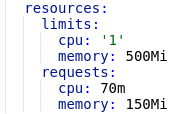 resources:
  limits:
    cpu: '1'
    memory: 500Mi
  requests:
    cpu: 70m
    memory: 150Mi